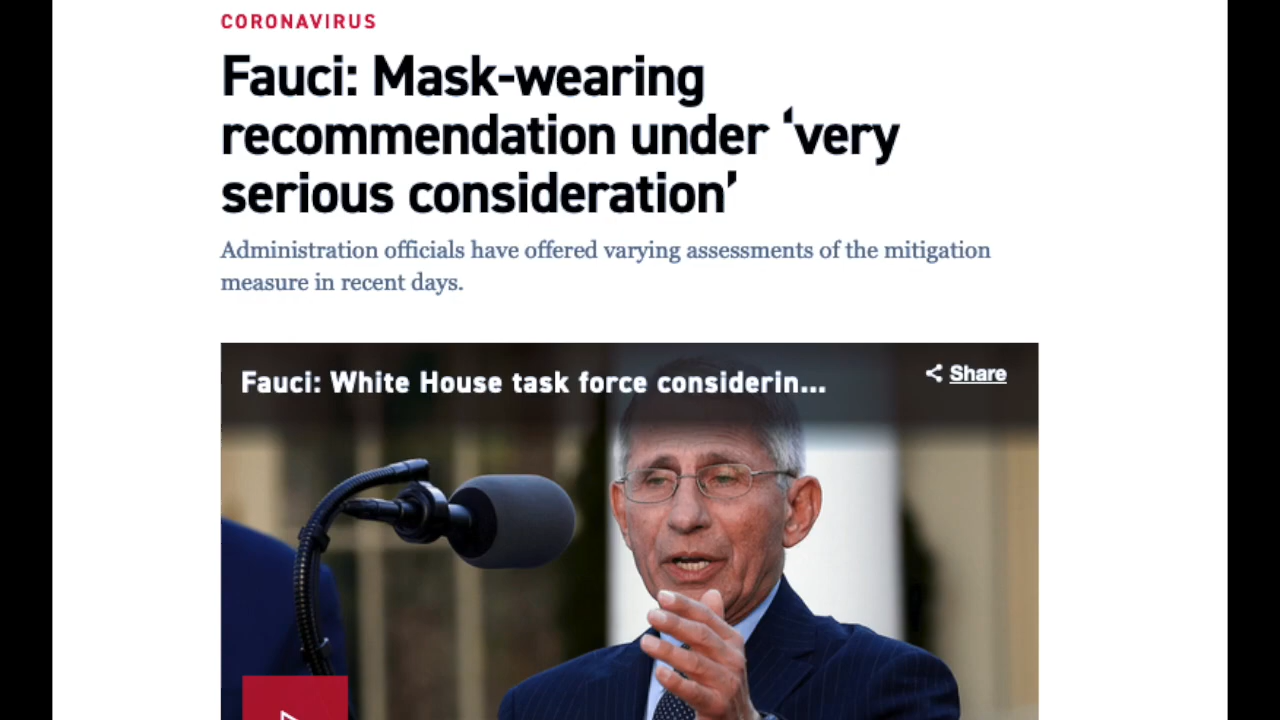 CORONAVIRUS
Fauci: Mask-wearing
recommendation under ‘very
serious consideration’
Administration officials have offered varying assessments of the mitigation
measure in recent days.
Fauci: White House task force considerin...
Share